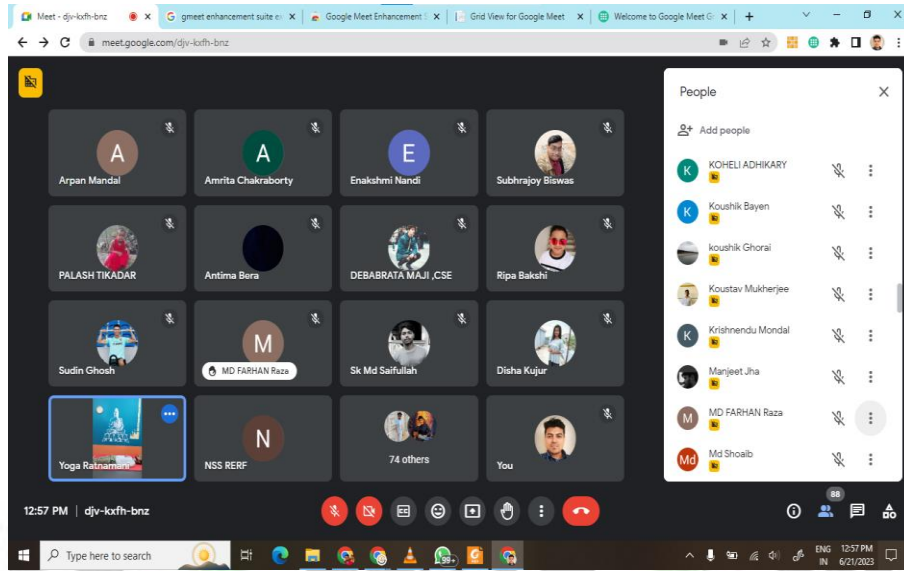 Meet - djv-kxfh-bnz
gmeet enhancement suite e
Google Meet Enhancement S
Grid View for Google Meet
Welcome to Google Meet G
meet.google.com/djv-kxfh-bnz
People
Add people
A
A
E
Arpan Mandal
Amrita Chakraborty
Enakshmi Nandi
Subhrajoy Biswas
PALASH TIKADAR
Antima Bera
DEBABRATA MAJI ,CSE
Ripa Bakshi
M
Sudin Ghosh
MD FARHAN Raza
Sk Md Saifullah
Disha Kujur
N
Yoga Ratnamani
NSS RERF
74 others
You
K
KOHELI ADHIKARY
K
Koushik Bayen
koushik Ghorai
Koustav Mukherjee
K
Krishnendu Mondal
Manjeet Jha
M
MD FARHAN Raza
Md
Md Shoaib
12:57 PM | djv-kxfh-bnz
88
Type here to search
99+
ENG
IN
12:57 PM
6/21/2023